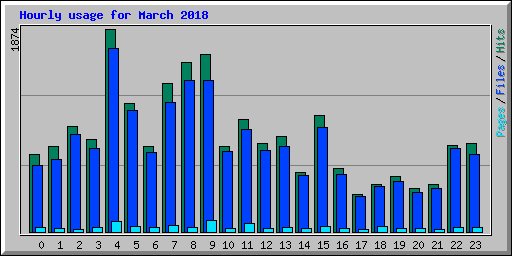 Hourly usage for March 2018
1874
Pages/Files/Hits
0 1 2 3 4 5 6 7 8 9 10 11 12 13 14 15 16 17 18 19 20 21 22 23